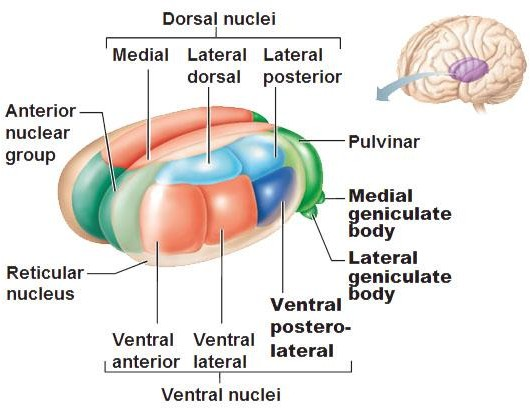 Dorsal nuclei
Medial
Lateral
dorsal
Lateral
posterior
Anterior
nuclear
group
Pulvinar
Medial
geniculate
body
Lateral
geniculate
body
Reticular
nucleus
Ventral
anterior
Ventral
lateral
Ventral
postero-
lateral
Ventral nuclei